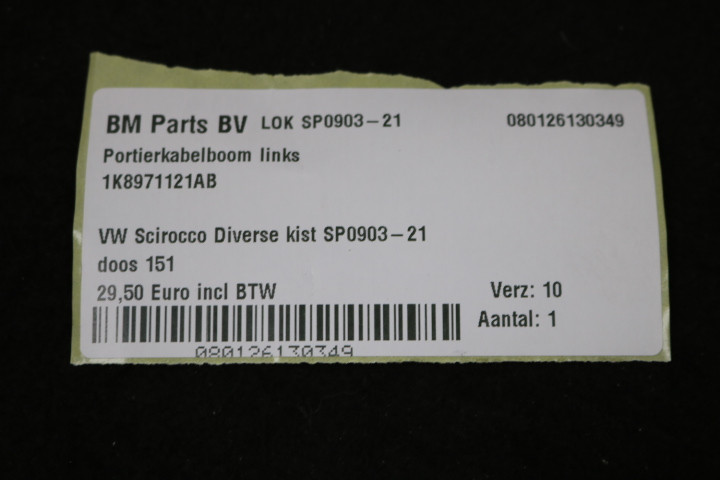 BM Parts BV LOK SP0903-21 080126130349
Portierkabelboom links
1K8971121AB
VW Scirocco Diverse kist SP0903-21
doos 151
29,50 Euro incl BTW Verz: 10
Aantal: 1
080126130349